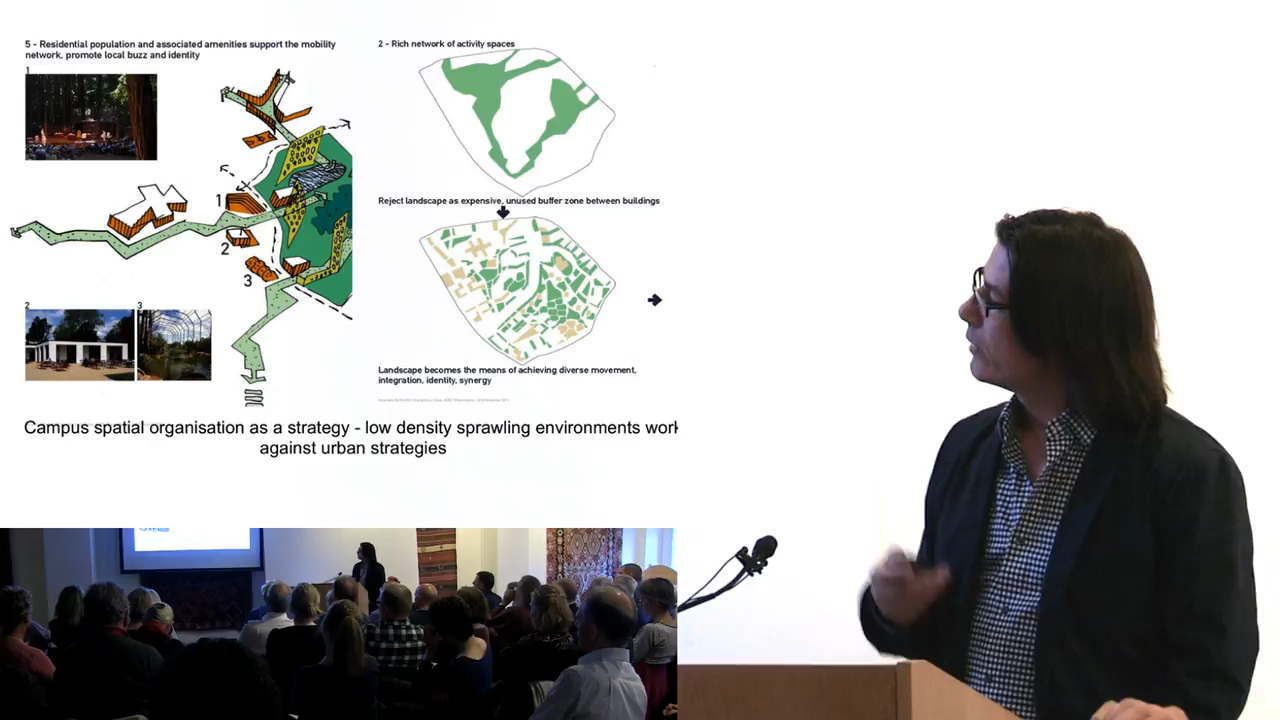 5 - Residential population and associated amenities support the mobility
network, promote local buzz and identity
1
1
2
3
2
3
2 - Rich network of activity spaces
Reject landscape as expensive, unused buffer zone between buildings
Landscape becomes the means of achieving diverse movement,
integration, identity, synergy
Campus spatial organisation as a strategy - low density sprawling environments work
against urban strategies